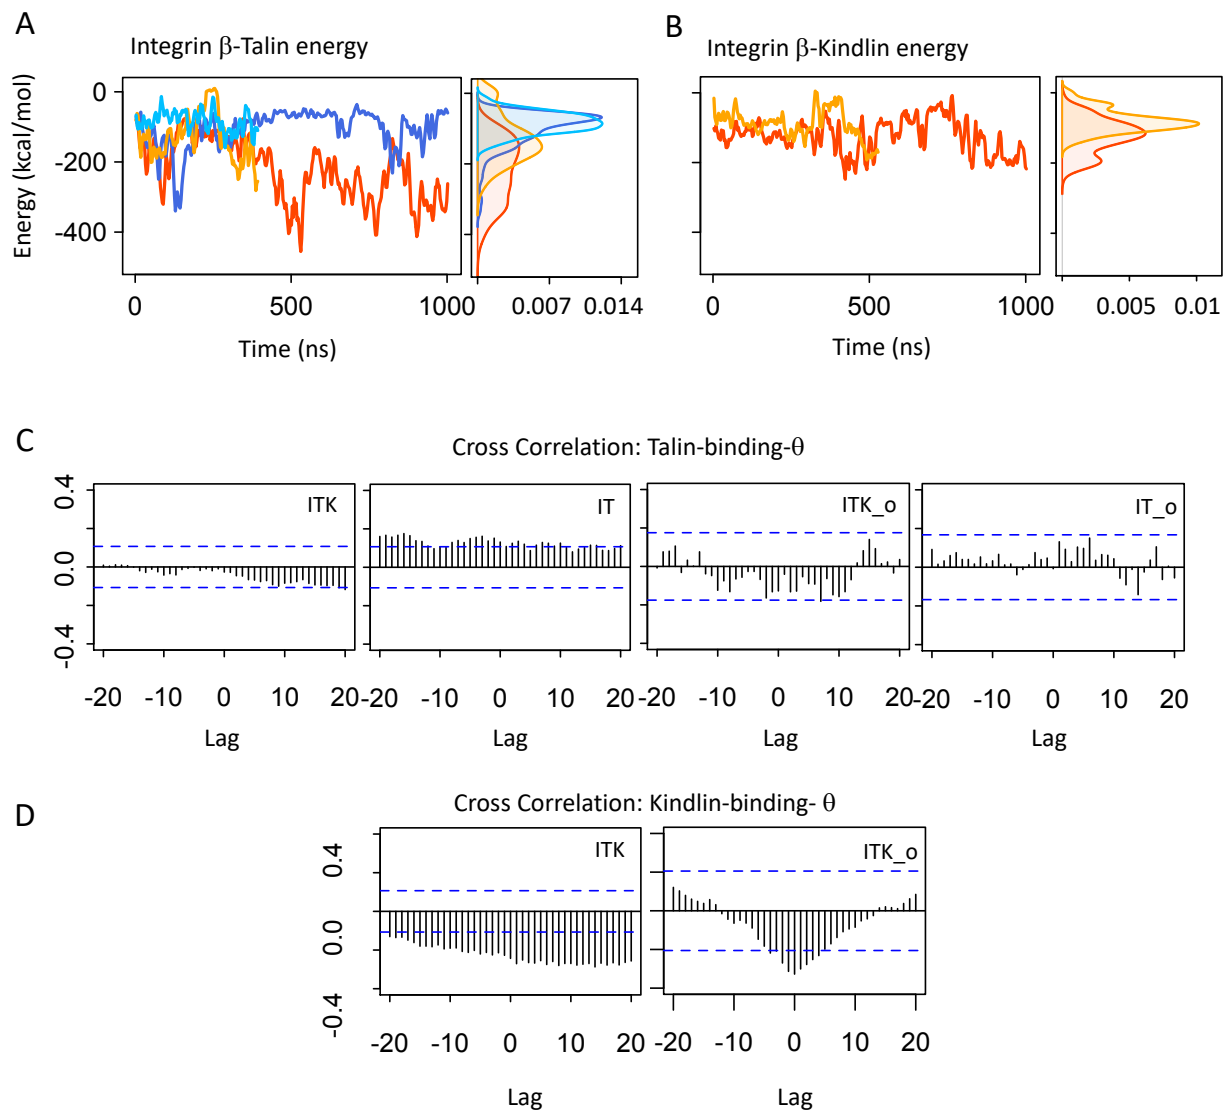 A
B
Integrin β-Talin energy
Integrin β-Kindlin energy
Energy (kcal/mol)
0
-200
-400
0 500 1000
0.007 0.014
0 500 1000
0.005 0.01
Time (ns)
Time (ns)
C
Cross Correlation: Talin-binding-θ
0.4
0.0
-0.4
ITK
IT
ITK_o
IT_o
-20 -10 0 10 20
-20 -10 0 10 20
-20 -10 0 10 20
-20 -10 0 10 20
Lag
Lag
Lag
Lag
D
Cross Correlation: Kindlin-binding- θ
0.4
0.0
-0.4
ITK
ITK_o
-20 -10 0 10 20
-20 -10 0 10 20
Lag
Lag